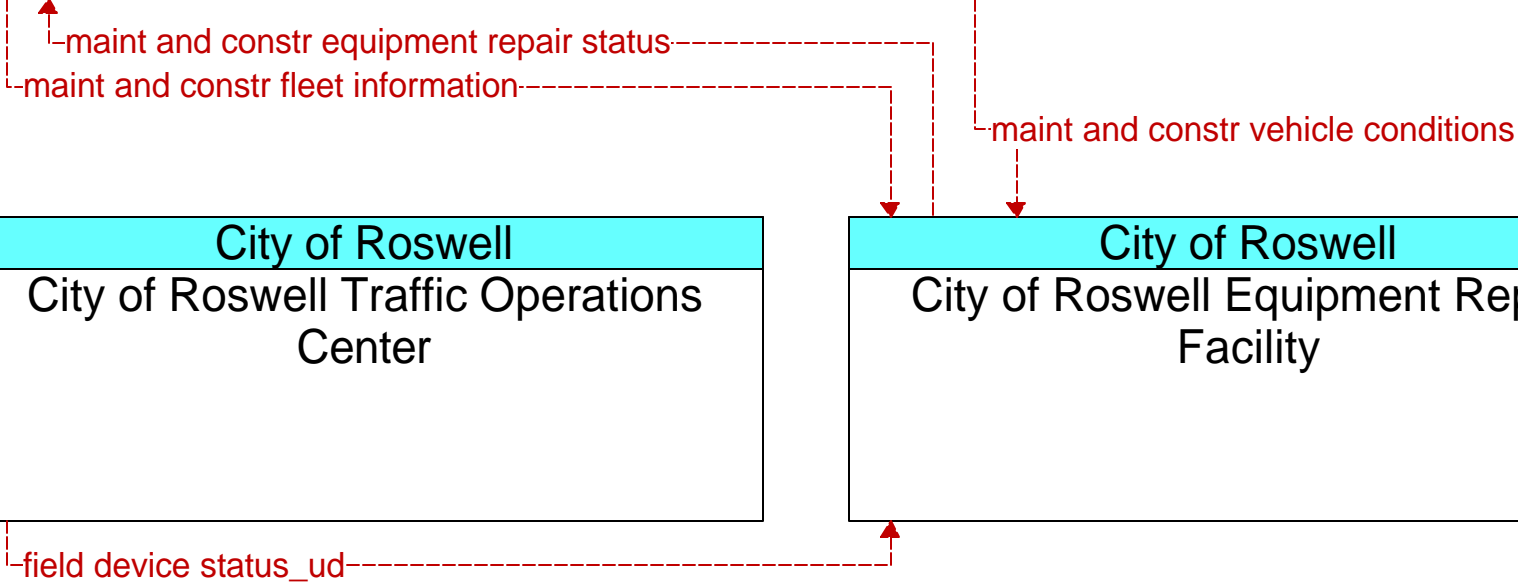 maint and constr equipment repair status
maint and constr fleet information
maint and constr vehicle conditions
City of Roswell
City of Roswell Traffic Operations
Center
City of Roswell
City of Roswell Equipment
Facility
field device status_ud